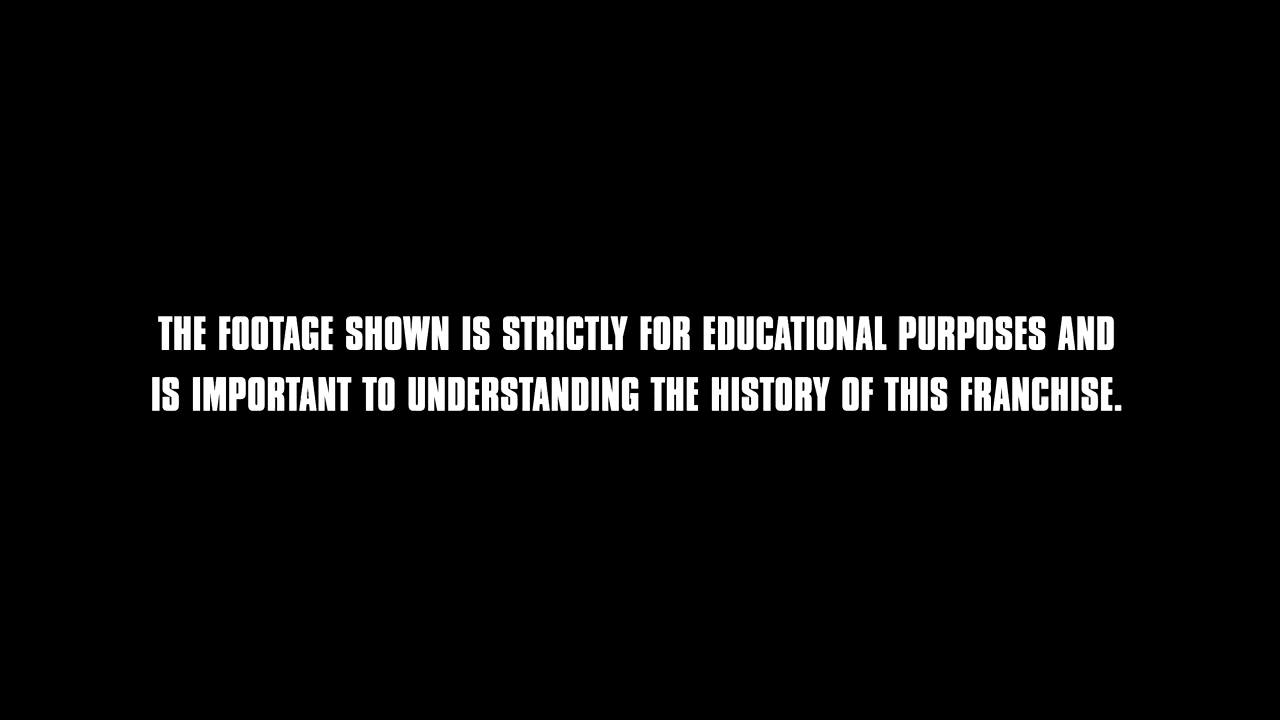 THE FOOTAGE SHOWN IS STRICTLY FOR EDUCATIONAL PURPOSES AND
IS IMPORTANT TO UNDERSTANDING THE HISTORY OF THIS FRANCHISE.